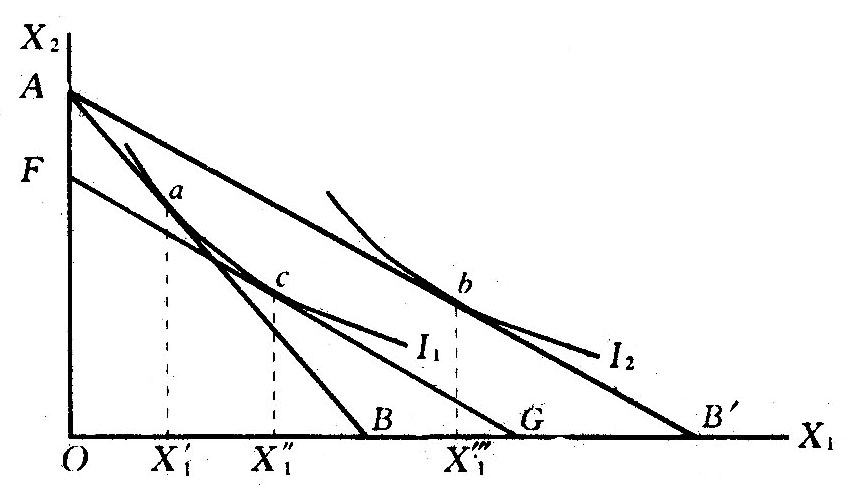 X₂
A
F
a
c
b
I₁
I₂
B
G
B′
O
X₁′
X₁″
X₁‴
X₁